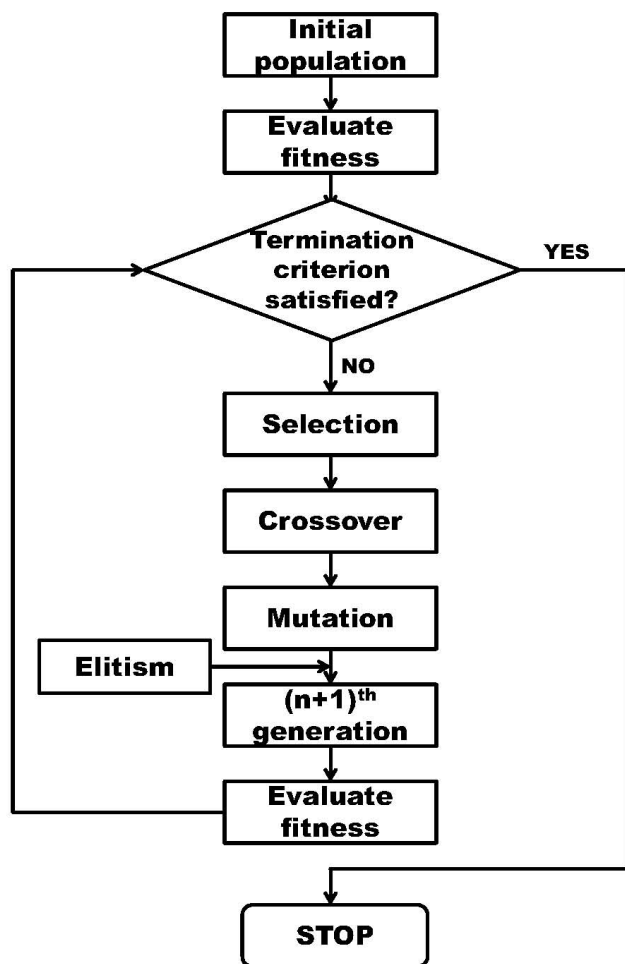 Initial
population
Evaluate
fitness
Termination
criterion
satisfied?
YES
NO
Selection
Crossover
Mutation
Elitism
(n+1)th
generation
Evaluate
fitness
STOP